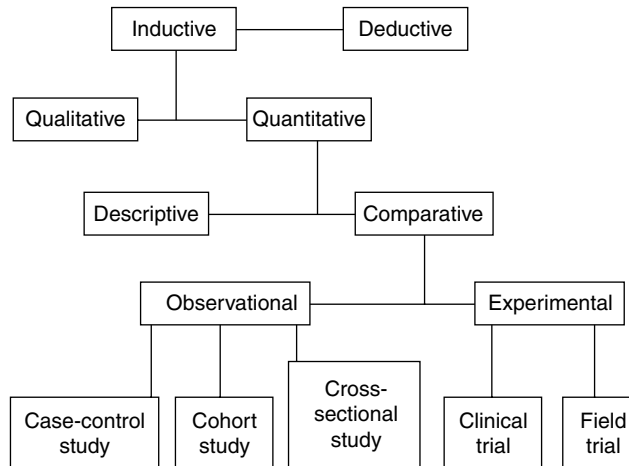 Inductive
Deductive
Qualitative
Quantitative
Descriptive
Comparative
Observational
Experimental
Case-control
study
Cohort
study
Cross-
sectional
study
Clinical
trial
Field
trial